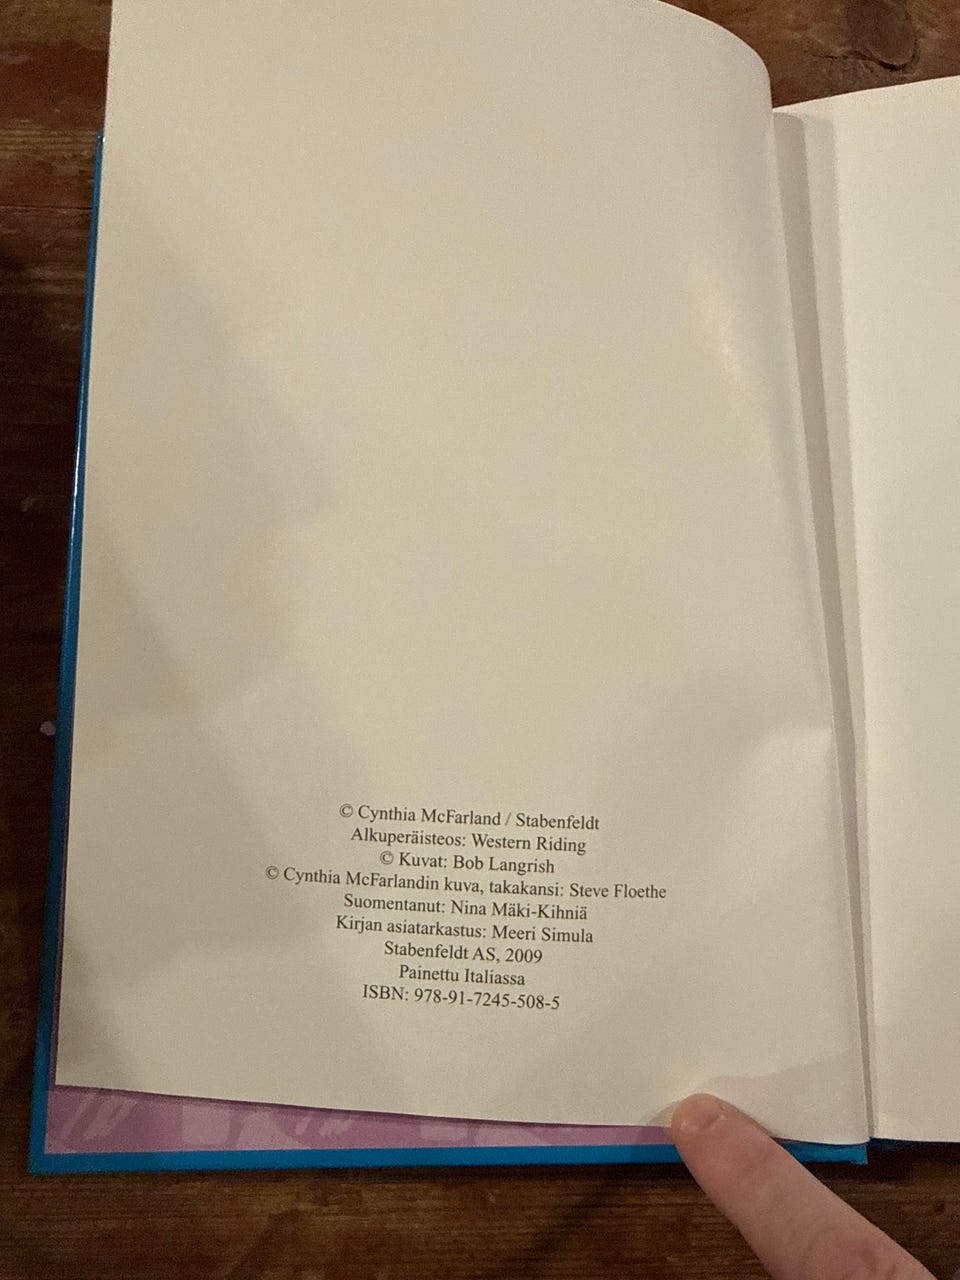 © Cynthia McFarland / Stabenfeldt
Alkuperäisteos: Western Riding
© Kuvat: Bob Langrish
© Cynthia McFarlandin kuva, takakansi: Steve Floethe
Suomentanut: Nina Mäki-Kihniä
Kirjan asiatarkastus: Meeri Simula
Stabenfeldt AS, 2009
Painettu Italiassa
ISBN: 978-91-7245-508-5